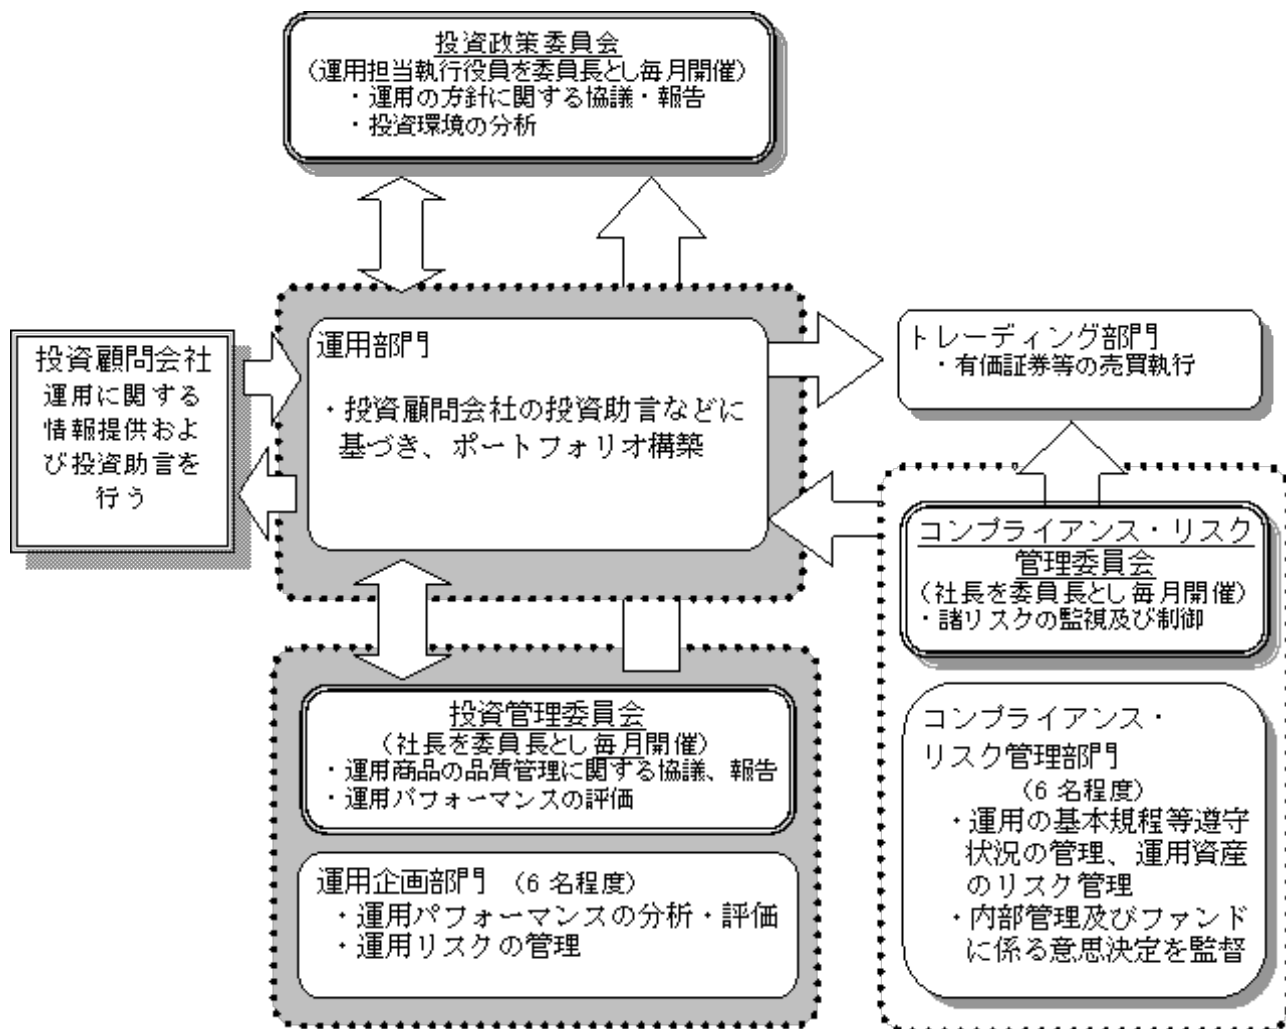 投資政策委員会
(運用担当執行役員を委員長とし毎月開催)
・運用の方針に関する協議・報告
・投資環境の分析
投資顧問会社
運用に関する
情報提供およ
び投資助言を
行う
運用部門
・投資顧問会社の投資助言などに
基づき、ポートフォリオ構築
トレーディング部門
・有価証券等の売買執行
コンプライアンス・リスク
管理委員会
(社長を委員長とし毎月開催)
・諸リスクの監視及び制御
コンプライアンス・
リスク管理部門
(6名程度)
・運用の基本規程等遵守
状況の管理、運用資産
のリスク管理
・内部管理及びファンド
に係る意思決定を監督
投資管理委員会
(社長を委員長とし毎月開催)
・運用商品の品質管理に関する協議、報告
・運用パフォーマンスの評価
運用企画部門 (6名程度)
・運用パフォーマンスの分析・評価
・運用リスクの管理